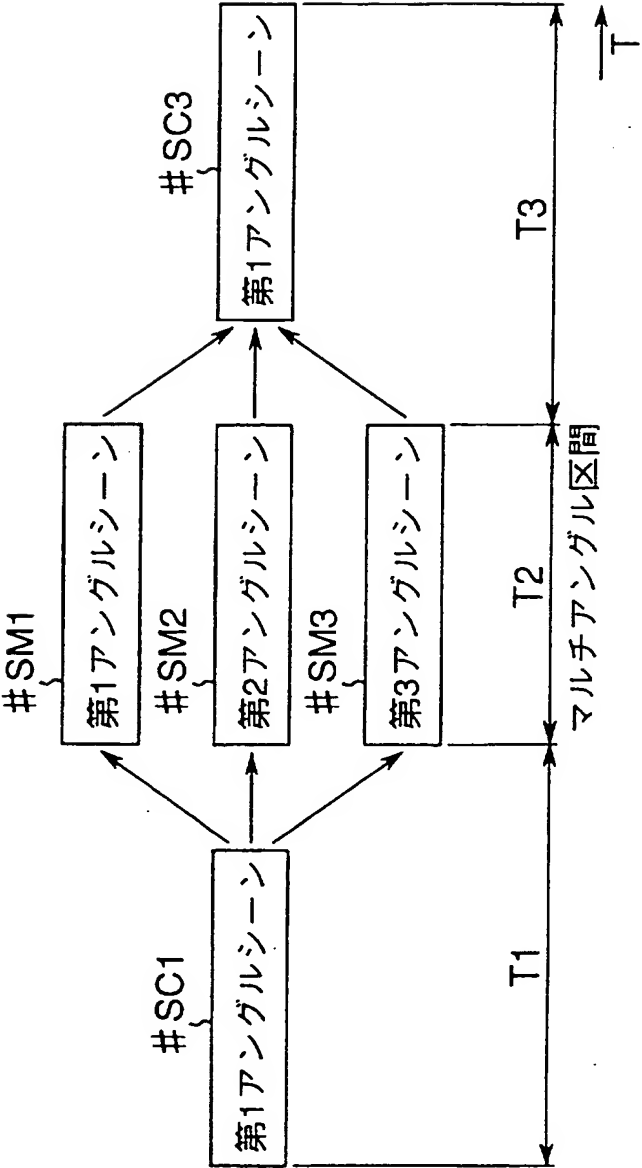 #SC1
第1アングルシーン
#SM1
第1アングルシーン
#SM2
第2アングルシーン
#SM3
第3アングルシーン
#SC3
第1アングルシーン
T1
T2
T3
マルチアングル区間
T